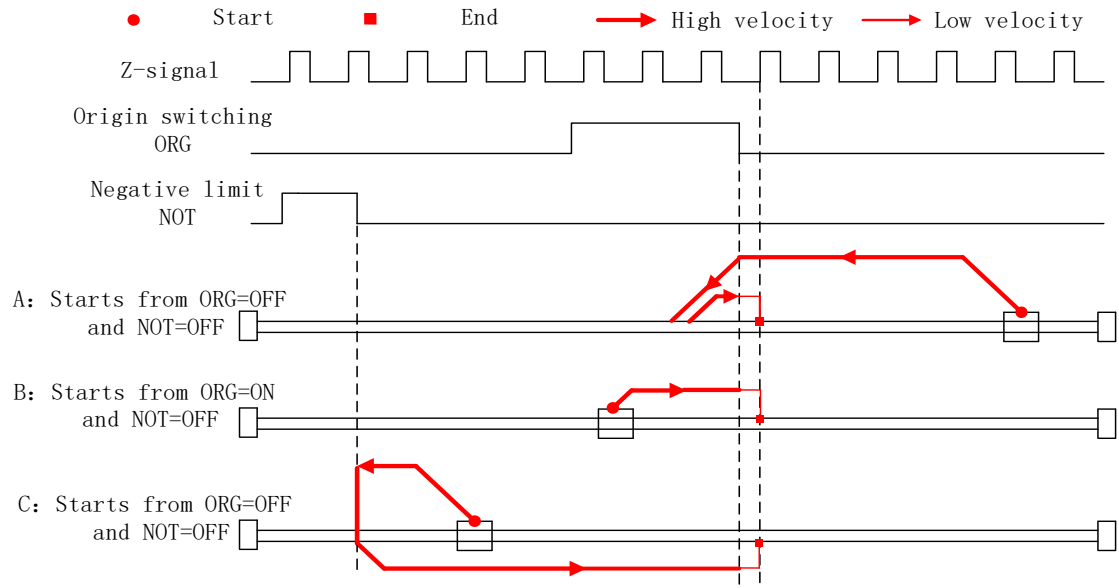 Start End High velocity Low velocity
Z-signal
Origin switching
ORG
Negative limit
NOT
A: Starts from ORG=OFF
and NOT=OFF
B: Starts from ORG=ON
and NOT=OFF
C: Starts from ORG=OFF
and NOT=OFF